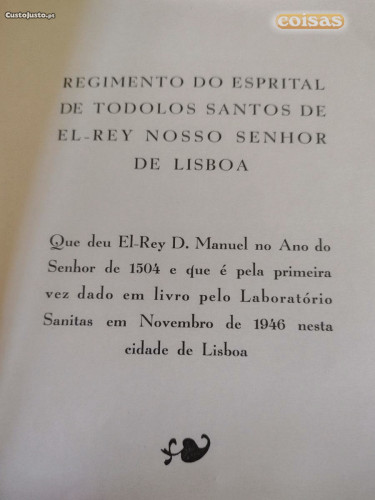 CustoJusto.pt
coisas
REGIMENTO DO ESPRITAL
DE TODOLOS SANTOS DE
EL-REY NOSSO SENHOR
DE LISBOA
Que deu El-Rey D. Manuel no Ano do
Senhor de 1504 e que é pela primeira
vez dado em livro pelo Laboratório
Sanitas em Novembro de 1946 nesta
cidade de Lisboa